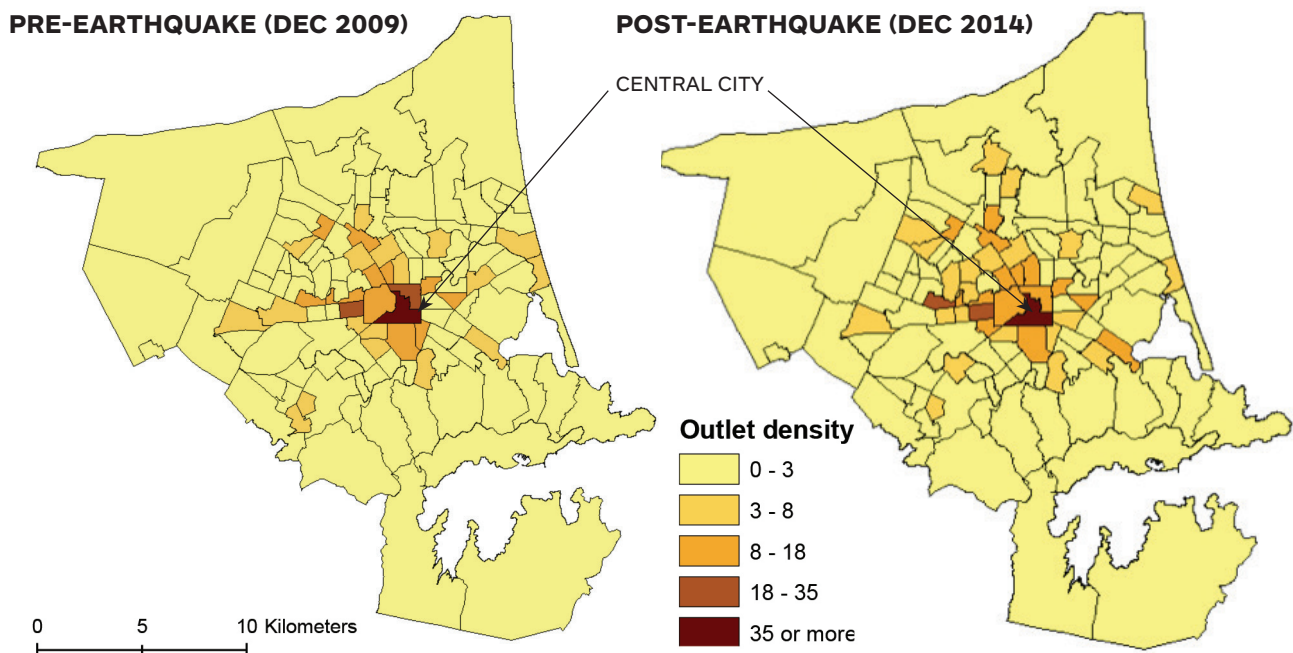 PRE-EARTHQUAKE (DEC 2009)
POST-EARTHQUAKE (DEC 2014)
CENTRAL CITY
Outlet density
0 - 3
3 - 8
8 - 18
18 - 35
35 or more
0 5 10 Kilometers